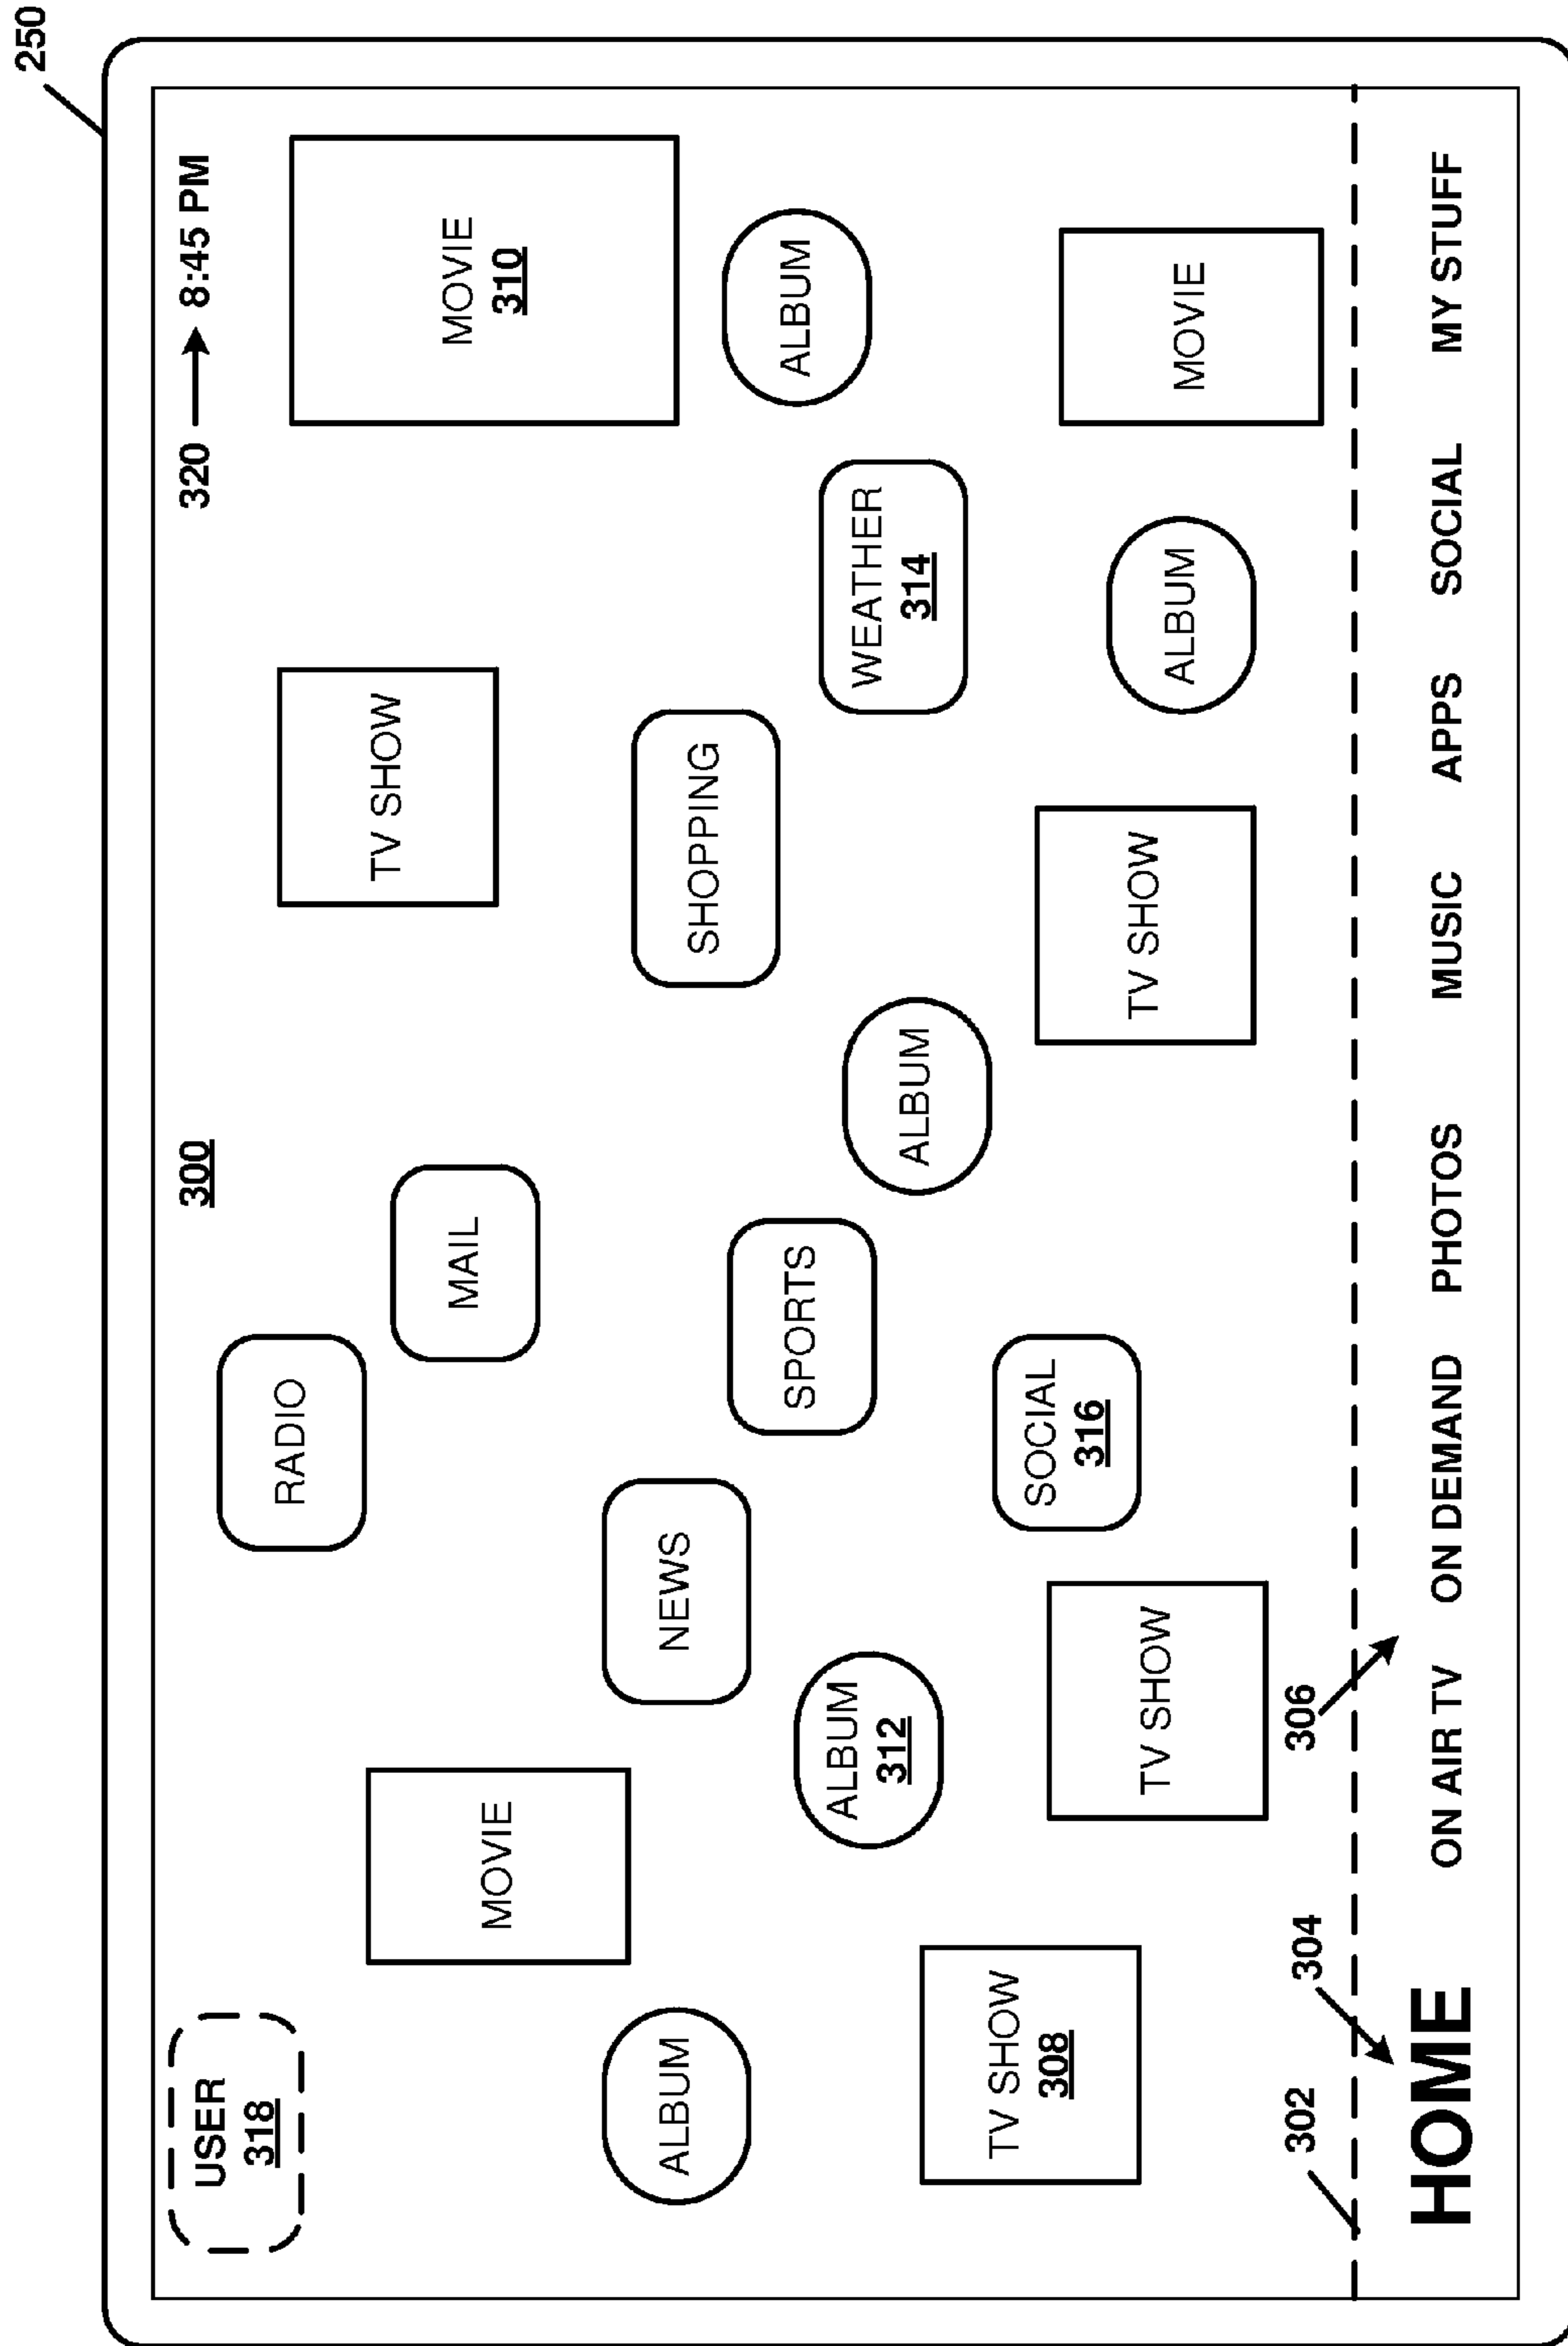 250
USER
318
300
320
8:45 PM
RADIO
TV SHOW
MOVIE
310
MOVIE
MAIL
ALBUM
NEWS
SHOPPING
ALBUM
ALBUM
312
SPORTS
ALBUM
WEATHER
314
TV SHOW
308
TV SHOW
SOCIAL
316
TV SHOW
ALBUM
MOVIE
302
304
306
HOME ON AIR TV ON DEMAND PHOTOS MUSIC APPS SOCIAL MY STUFF